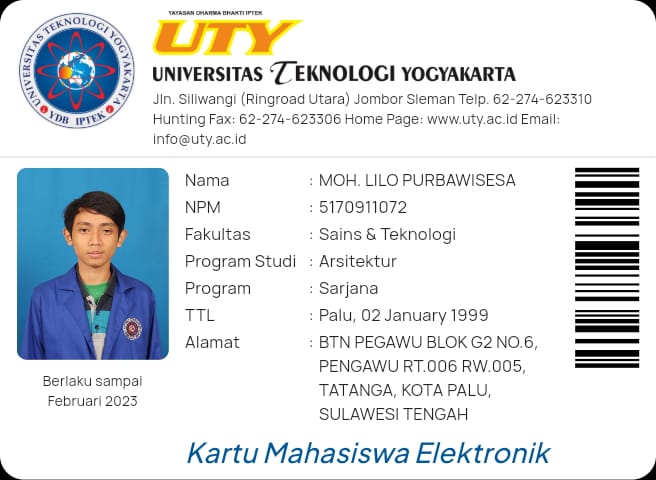 YAYASAN DHARMA BHAKTI IPTEK
UTY
UNIVERSITAS TEKNOLOGI YOGYAKARTA
YDB IPTEK
UNIVERSITAS TEKNOLOGI YOGYAKARTA
Jln. Siliwangi (Ringroad Utara) Jombor Sleman Telp. 62-274-623310
Hunting Fax: 62-274-623306 Home Page: www.uty.ac.id Email:
info@uty.ac.id
Nama : MOH. LILO PURBAWISESA
NPM : 5170911072
Fakultas : Sains & Teknologi
Program Studi : Arsitektur
Program : Sarjana
TTL : Palu, 02 January 1999
Alamat : BTN PEGAWU BLOK G2 NO.6,
PENGAWU RT.006 RW.005,
TATANGA, KOTA PALU,
SULAWESI TENGAH
Berlaku sampai
Februari 2023
Kartu Mahasiswa Elektronik